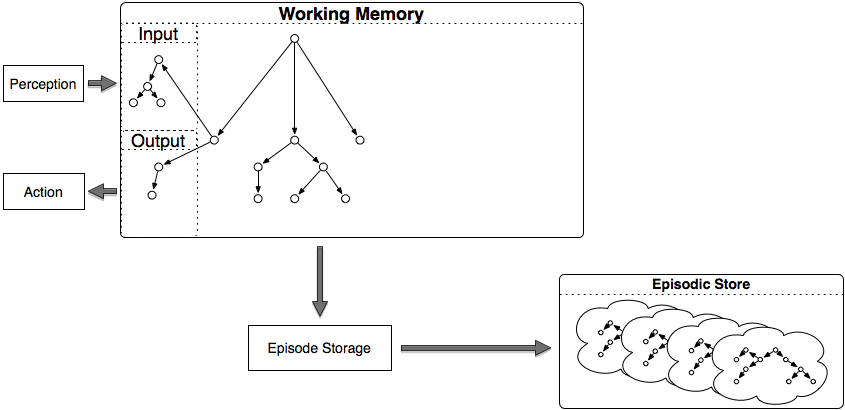 Working Memory
Input
Perception
Output
Action
Episodic Store
Episode Storage